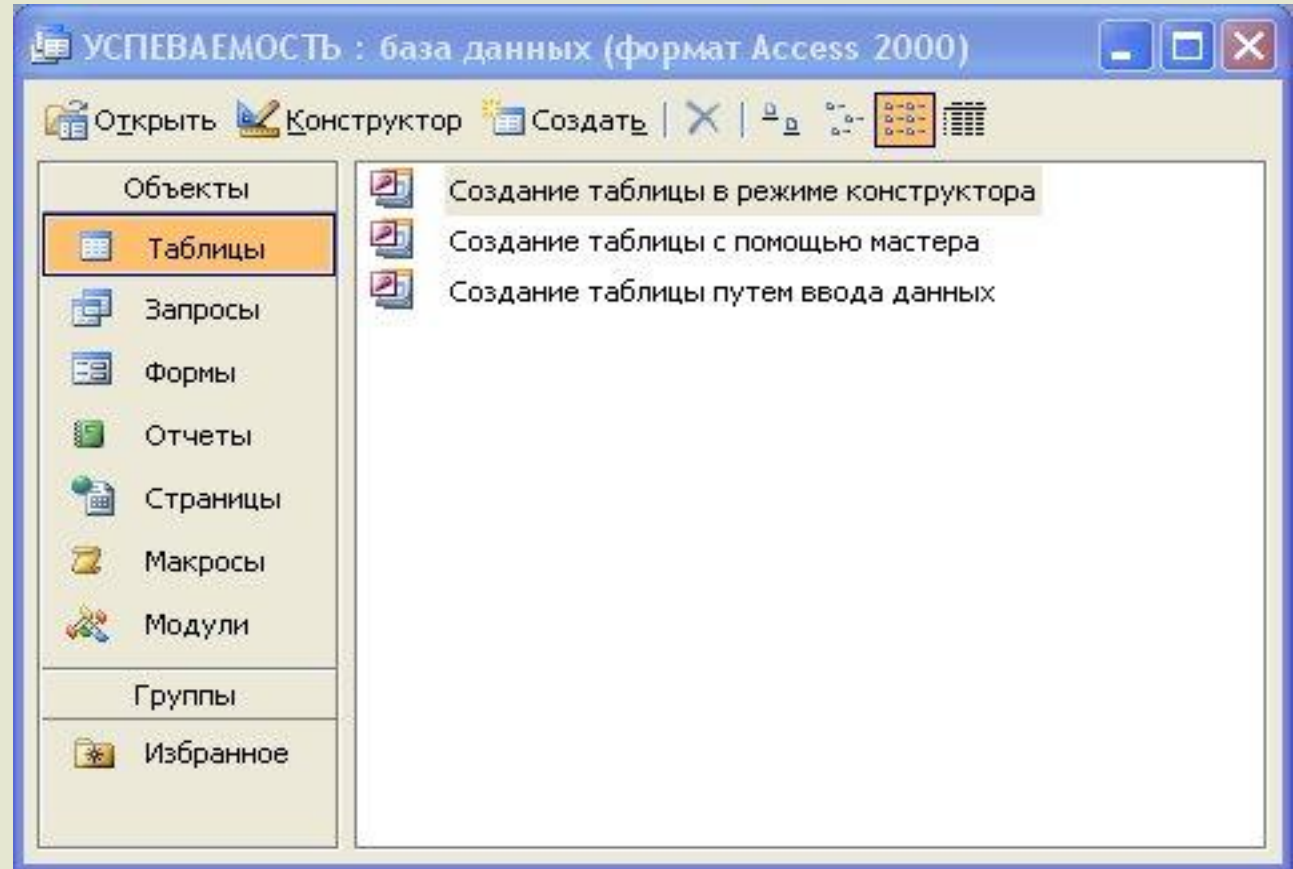 УСПЕВАЕМОСТЬ : база данных (формат Access 2000)
Открыть Конструктор Создать
Объекты
Таблицы
Запросы
Формы
Отчеты
Страницы
Макросы
Модули
Группы
Избранное
Создание таблицы в режиме конструктора
Создание таблицы с помощью мастера
Создание таблицы путем ввода данных